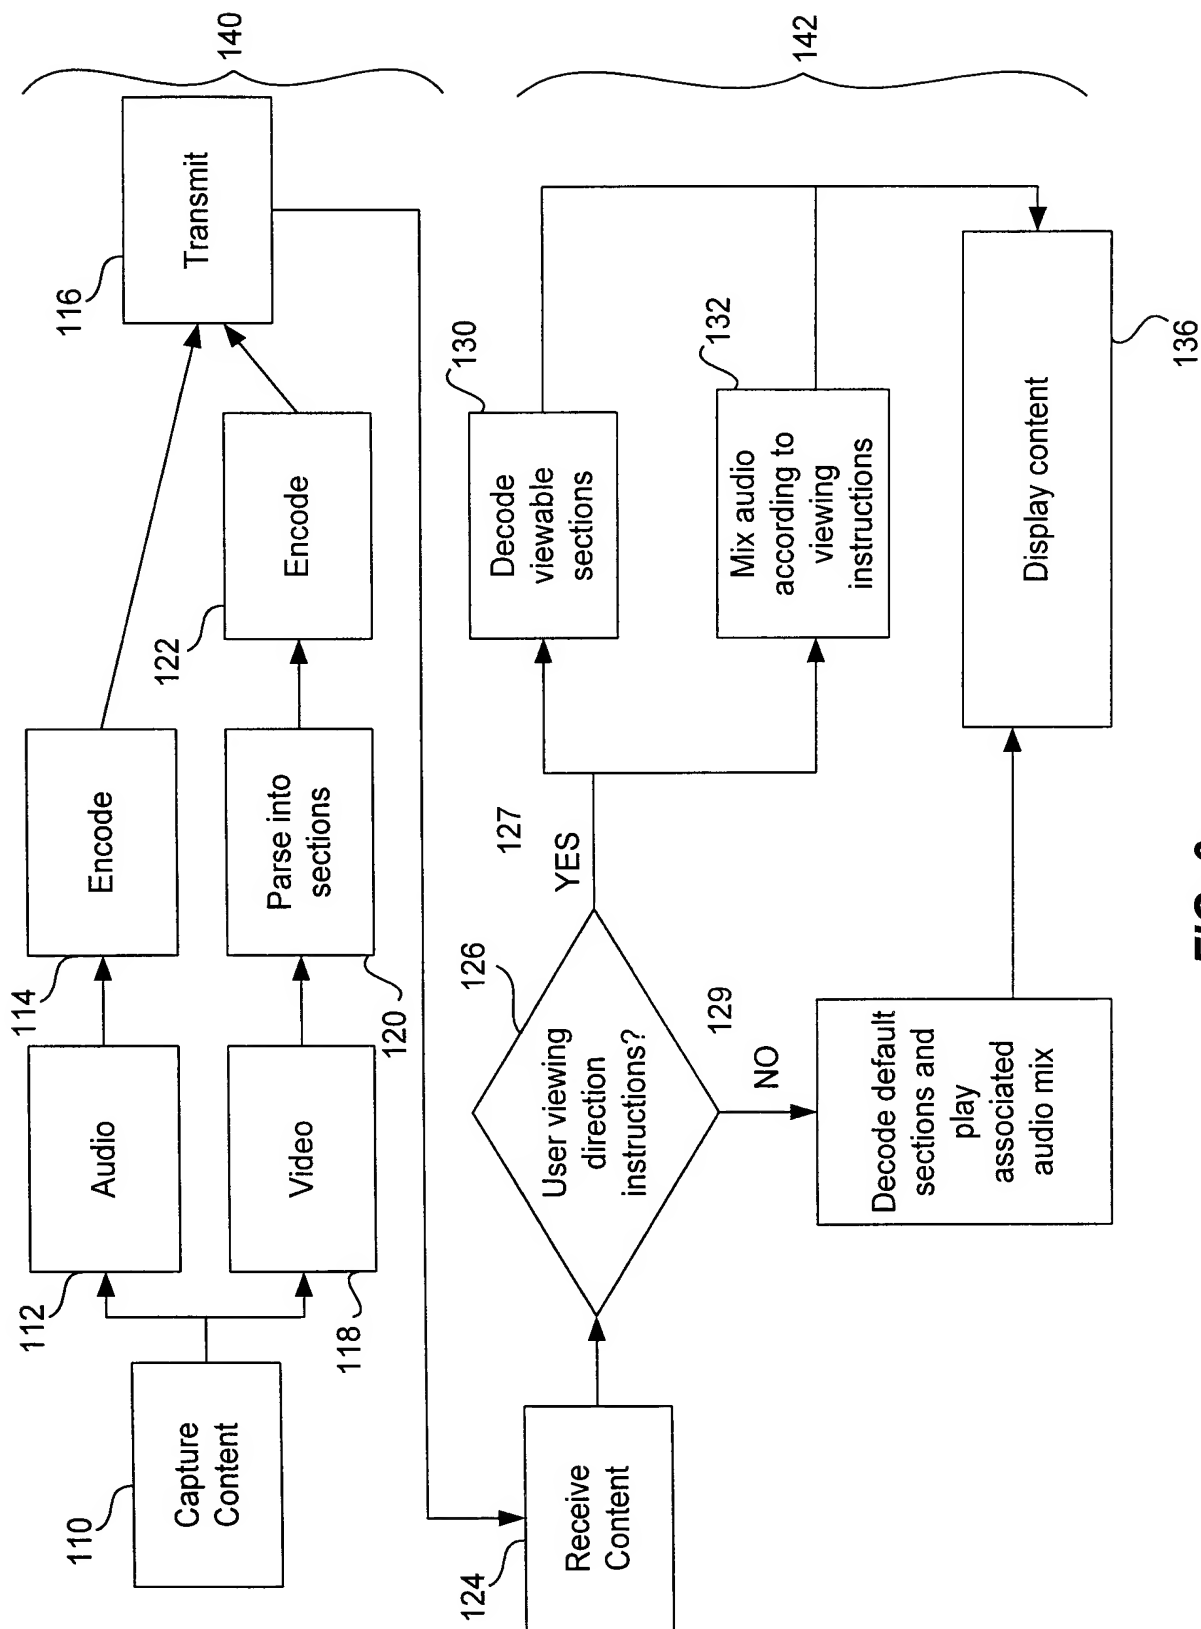 110
Capture
Content
112
Audio
114
Encode
116
Transmit
140
118
Video
120
Parse into
sections
122
Encode
124
Receive
Content
126
User viewing
direction
instructions?
127
YES
129
NO
130
Decode
viewable
sections
132
Mix audio
according to
viewing
instructions
142
Decode default
sections and
play
associated
audio mix
Display content
136
FIG.